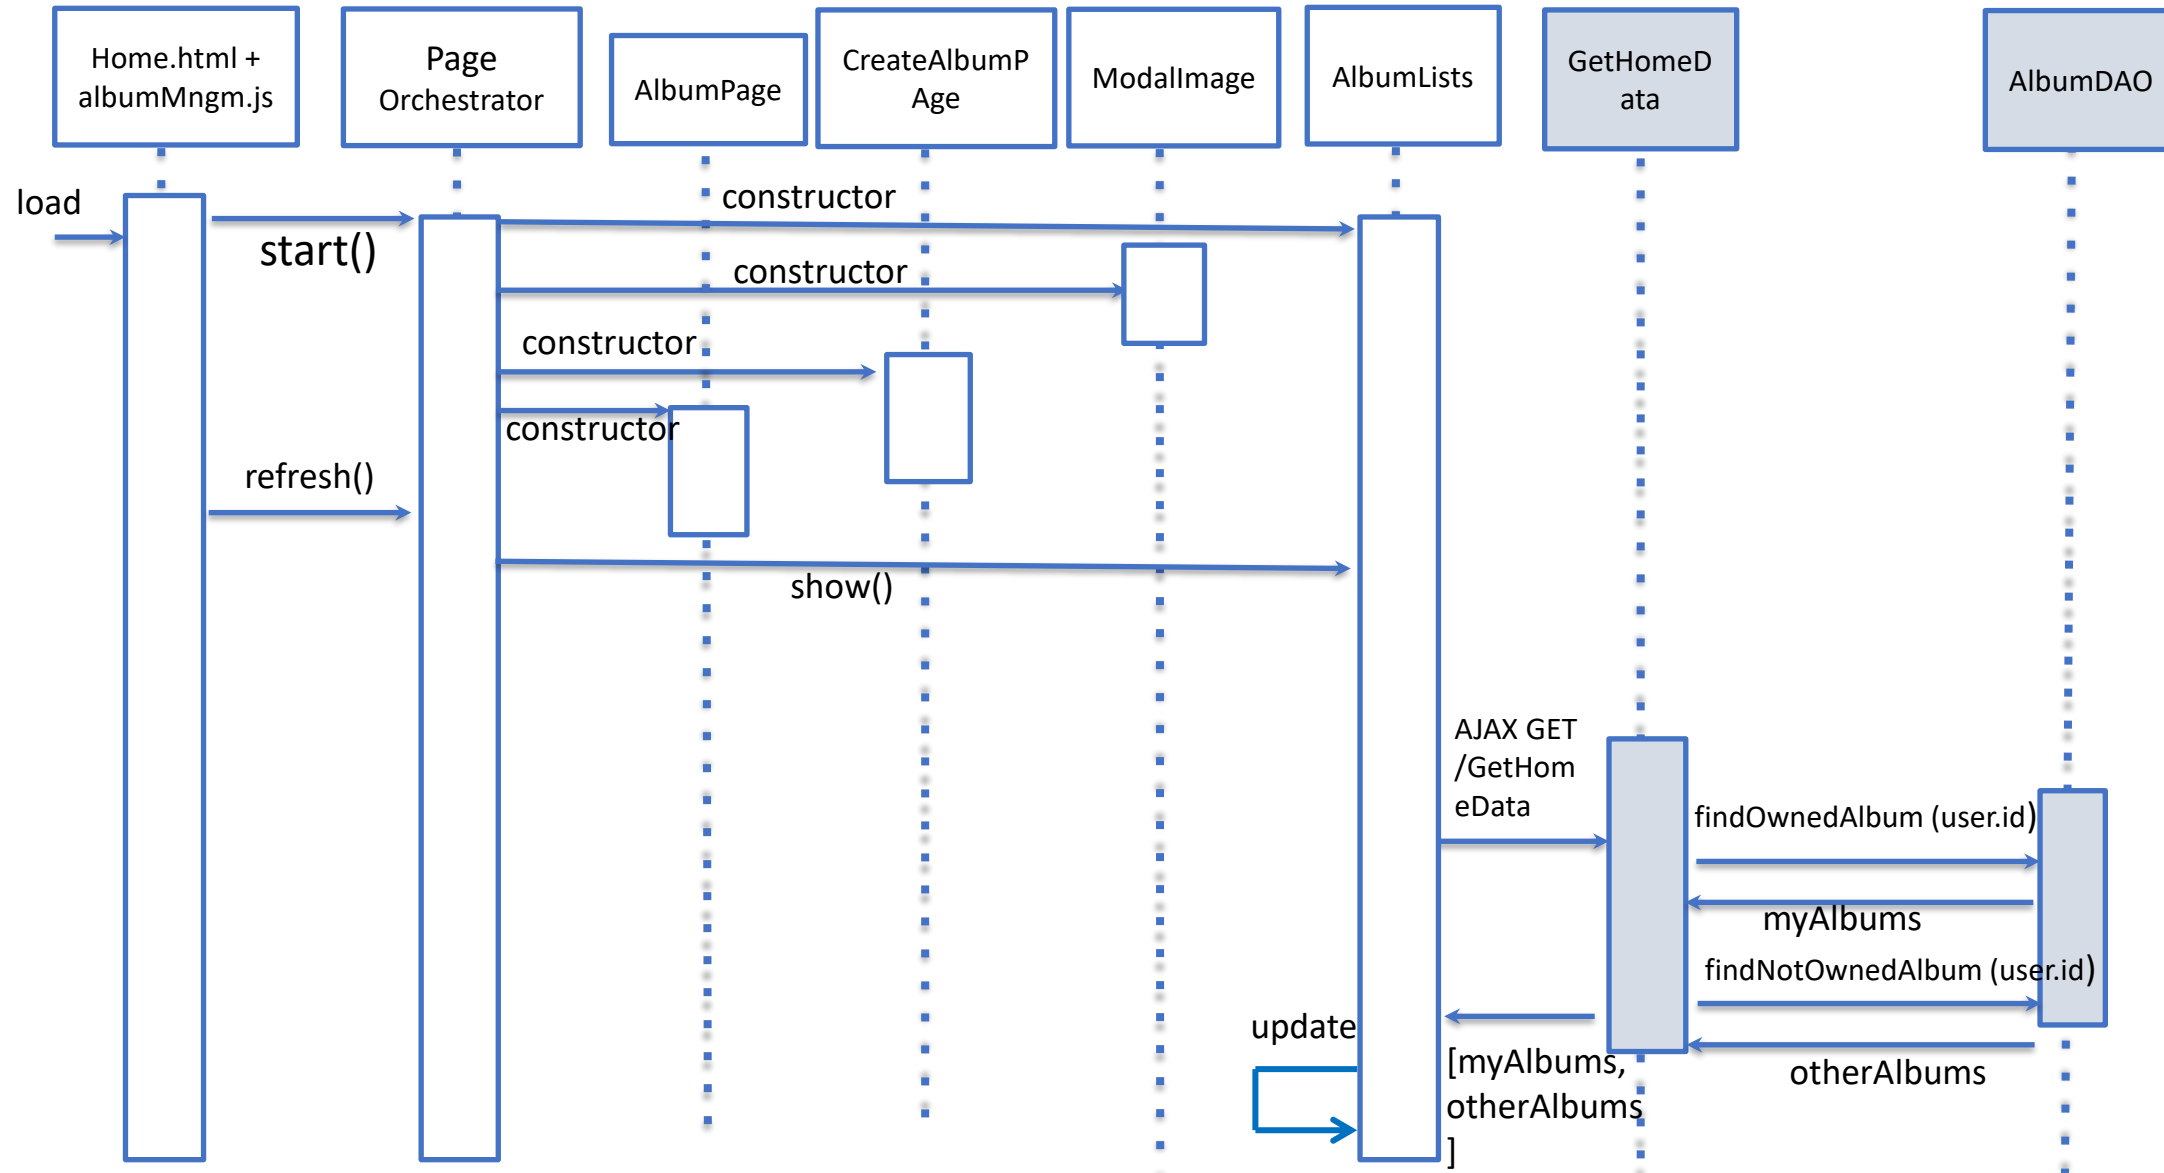 Home.html +
albumMngm.js
Page
Orchestrator
AlbumPage
CreateAlbumP
Age
ModalImage
AlbumLists
GetHomeD
ata
AlbumDAO
load
start()
constructor
constructor
constructor
constructor
refresh()
show()
AJAX GET
/GetHom
eData
findOwnedAlbum (user.id)
myAlbums
findNotOwnedAlbum (user.id)
update
[myAlbums,
otherAlbums
]
otherAlbums